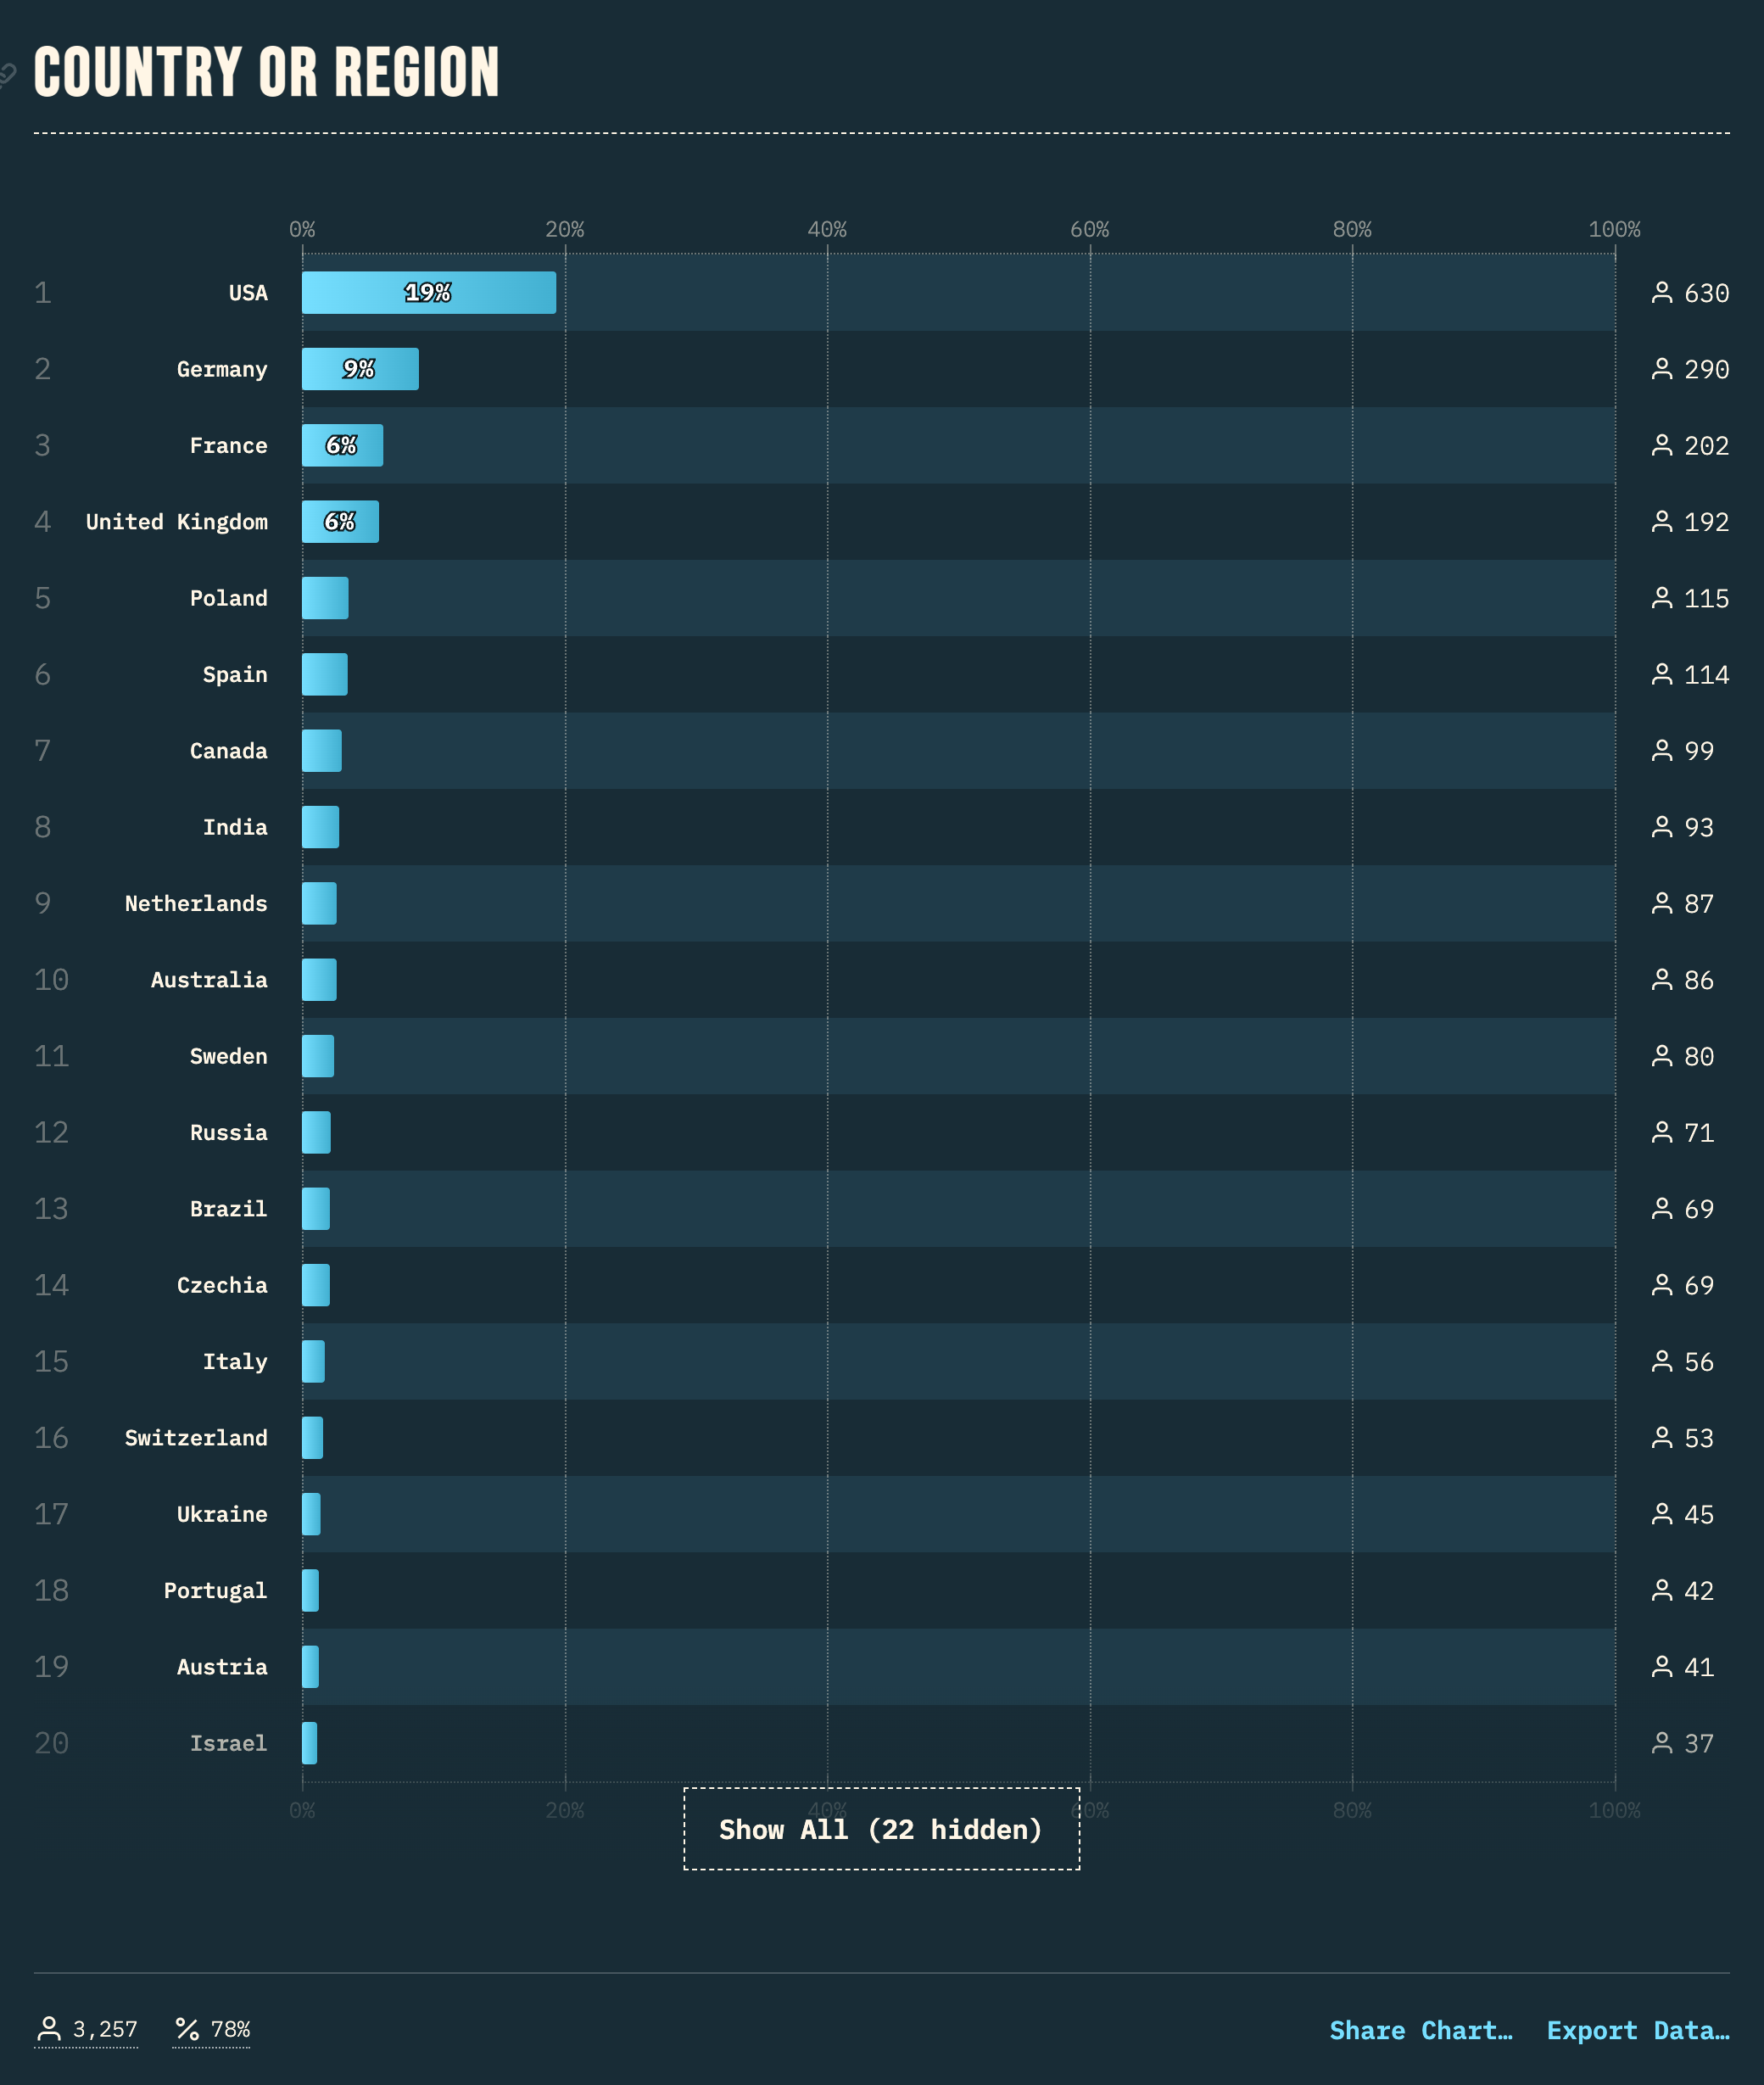 COUNTRY OR REGION
0% 20% 40% 60% 80% 100%
1 USA 19% 630
2 Germany 9% 290
3 France 6% 202
4 United Kingdom 6% 192
5 Poland 115
6 Spain 114
7 Canada 99
8 India 93
9 Netherlands 87
10 Australia 86
11 Sweden 80
12 Russia 71
13 Brazil 69
14 Czechia 69
15 Italy 56
16 Switzerland 53
17 Ukraine 45
18 Portugal 42
19 Austria 41
20 Israel 37
0% 20% 40% 60% 80% 100%
Show All (22 hidden)
3,257 78% Share Chart… Export Data…